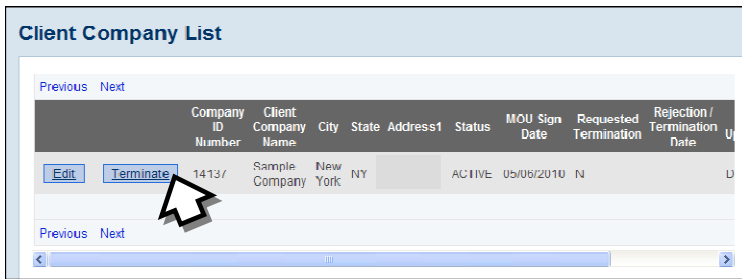 Client Company List
Previous Next
Company ID Number Client Company Name City State Address1 Status MOU Sign Date Requested Termination Rejection / Termination Date
Edit Terminate 14137 Sample Company New York NY ACTIVE 05/06/2010 N
Previous Next